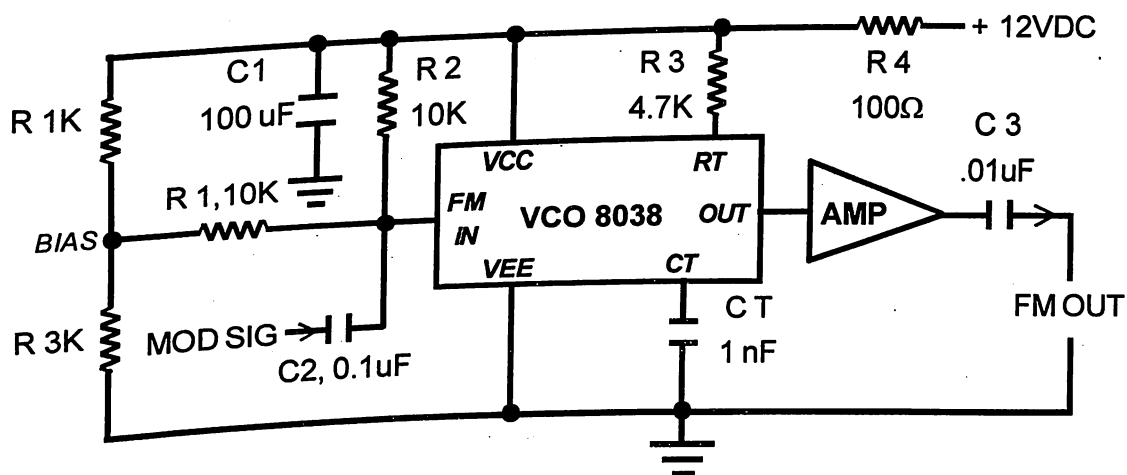 + 12VDC
C1
100 uF
R 2
10K
R 3
4.7K
R 4
100Ω
R 1K
C 3
.01uF
VCC
RT
R 1,10K
FM
IN
VCO 8038
OUT
AMP
BIAS
VEE
CT
C T
1 nF
FM OUT
R 3K
MOD SIG
C2, 0.1uF